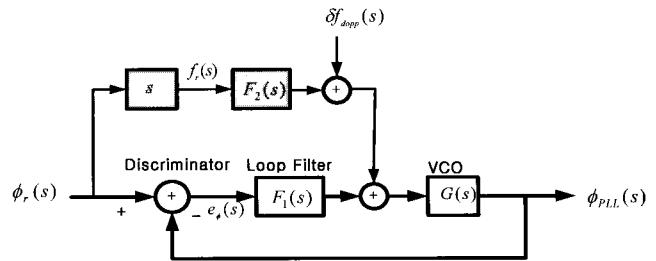 δf_dopp(s)
f_r(s)
s
F_2(s)
+
Discriminator
Loop Filter
VCO
φ_r(s)
+
+
− e_φ(s)
F_1(s)
+
G(s)
φ_PLL(s)